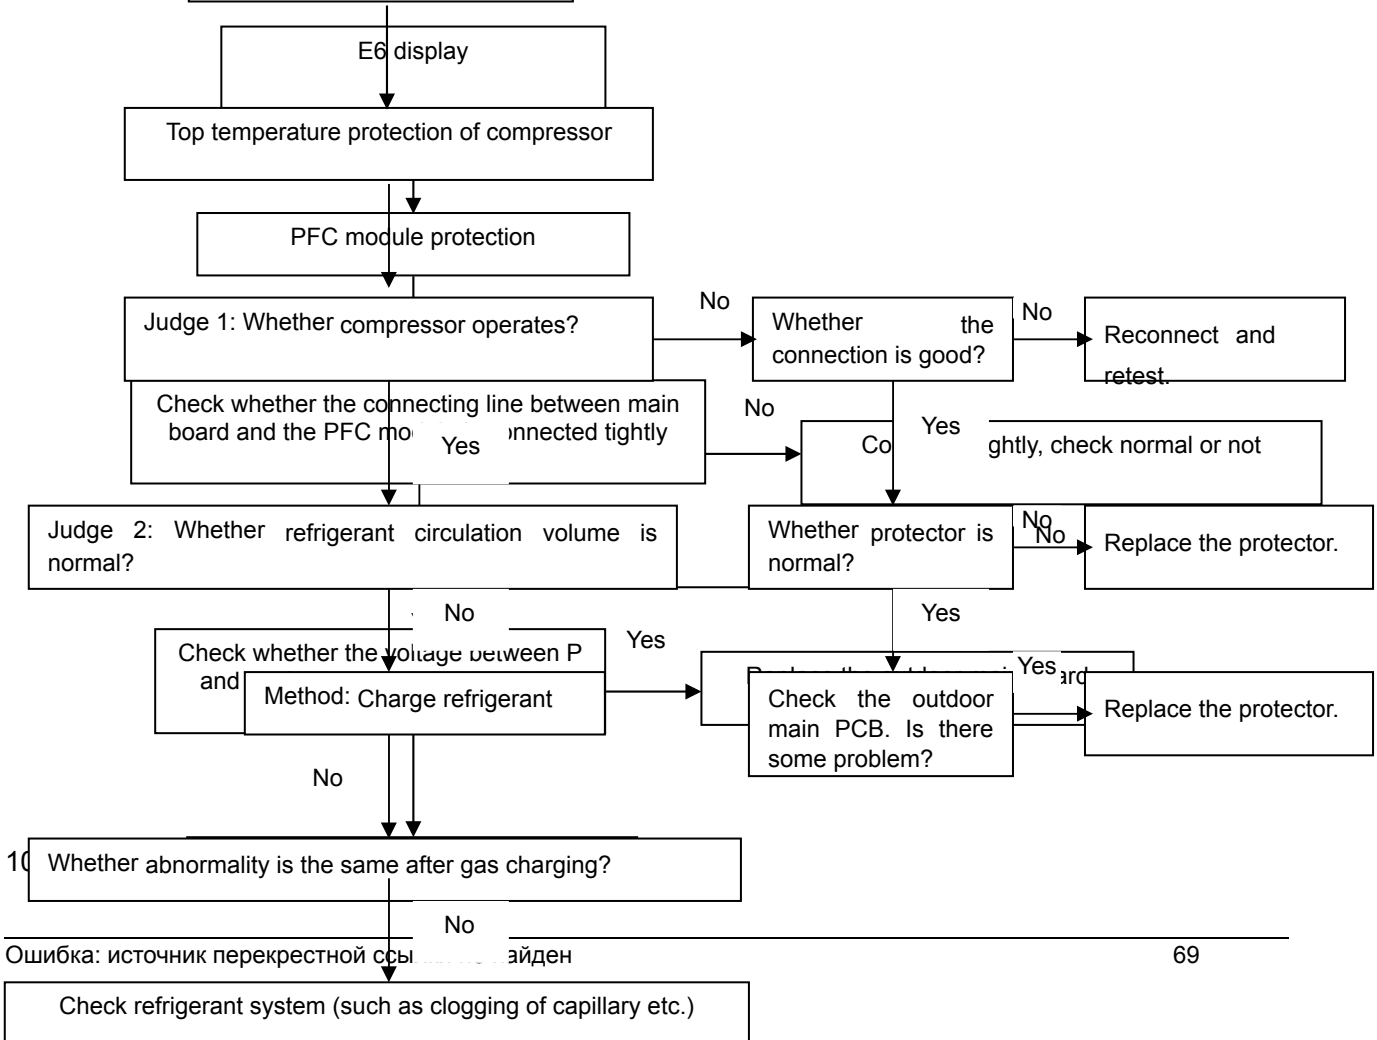 E6 display
Top temperature protection of compressor
PFC module protection
No
Judge 1: Whether compressor operates?
Whether the
connection is good?
No
Reconnect and
retest.
Check whether the connecting line between main
board and the PFC onnected tightly
Yes
No
Yes
Co ghtly, check normal or not
Judge 2: Whether refrigerant circulation volume is
normal?
Whether protector is
normal?
No
No
Replace the protector.
No
Yes
Check whether the voltage between P
and
Yes
Method: Charge refrigerant
Yes
Check the outdoor
main PCB. Is there
some problem?
Replace the protector.
No
10
Whether abnormality is the same after gas charging?
No
Ошибка: источник перекрестной айден
69
Check refrigerant system (such as clogging of capillary etc.)